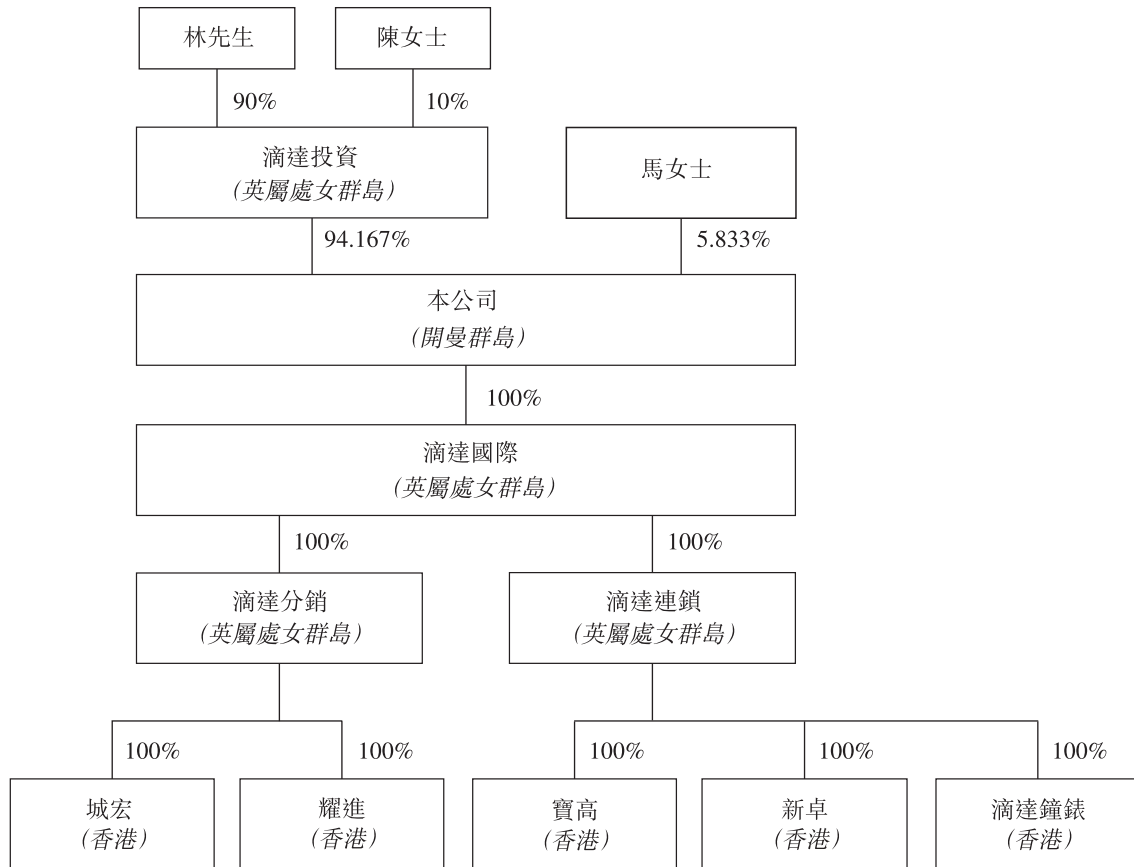 林先生
陳女士
90%
10%
滴達投資
(英屬處女群島)
馬女士
94.167%
5.833%
本公司
(開曼群島)
100%
滴達國際
(英屬處女群島)
100%
100%
滴達分銷
(英屬處女群島)
滴達連鎖
(英屬處女群島)
100%
100%
100%
100%
100%
城宏
(香港)
耀進
(香港)
寶高
(香港)
新卓
(香港)
滴達鐘錶
(香港)